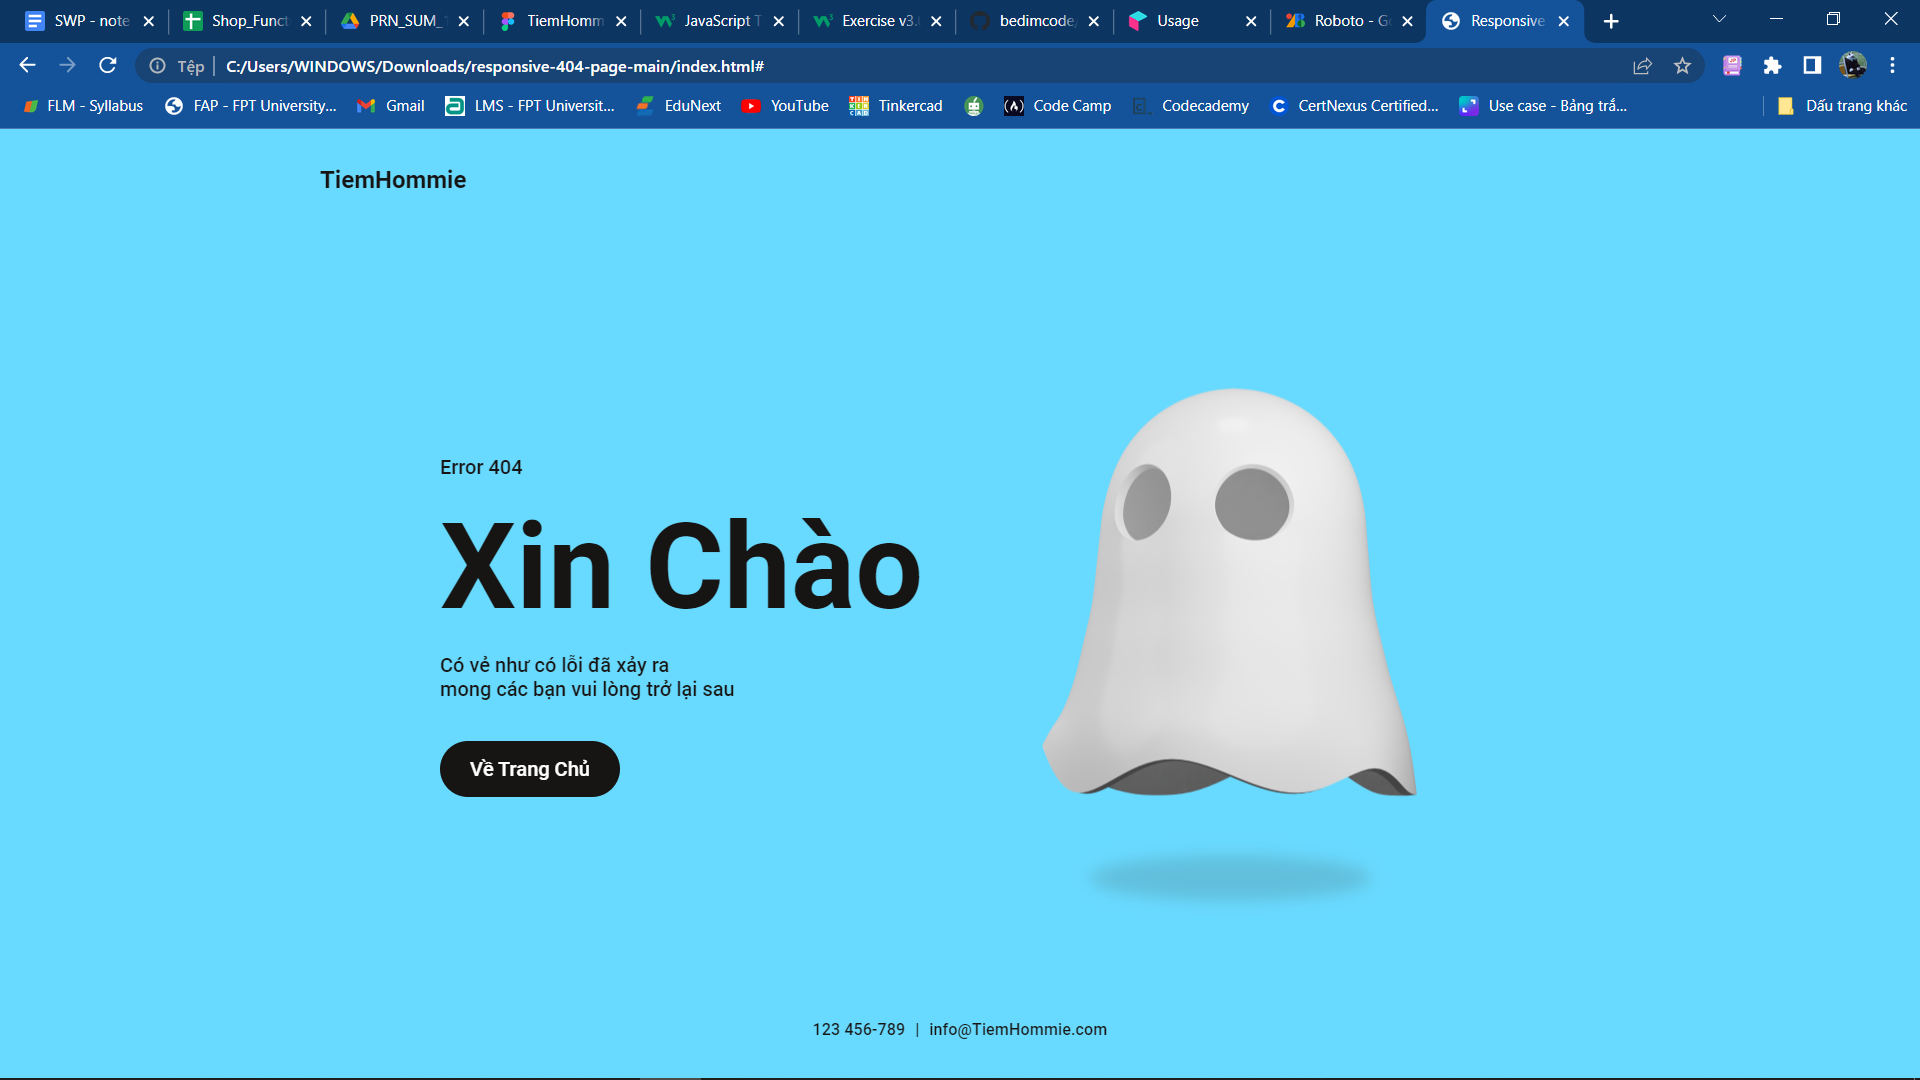 SWP - note
Shop_Funct
PRN_SUM_
TiemHomm
JavaScript T
Exercise v3.
bedimcode
Usage
Roboto - G
Responsive
Tệp
C:/Users/WINDOWS/Downloads/responsive-404-page-main/index.html#
FLM - Syllabus
FAP - FPT University...
Gmail
LMS - FPT Universit...
EduNext
YouTube
Tinkercad
Code Camp
Codecademy
CertNexus Certified...
Use case - Bảng trắ...
Dấu trang khác
TiemHommie
Error 404
Xin Chào
Có vẻ như có lỗi đã xảy ra
mong các bạn vui lòng trở lại sau
Về Trang Chủ
123 456-789 | info@TiemHommie.com